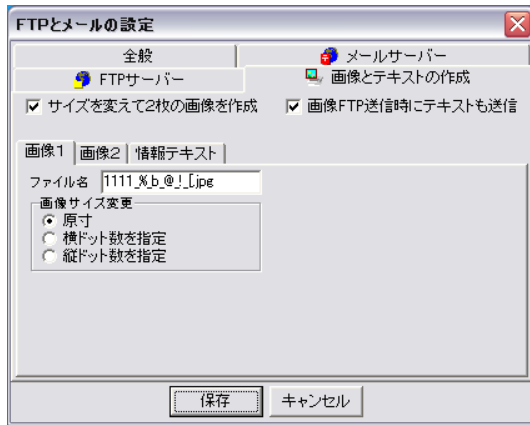 FTPとメールの設定
全般
メールサーバー
FTPサーバー
画像とテキストの作成
サイズを変えて2枚の画像を作成
画像FTP送信時にテキストも送信
画像1
画像2
情報テキスト
ファイル名 1111_%_b_@_!_[.jpg
画像サイズ変更
原寸
横ドット数を指定
縦ドット数を指定
保存
キャンセル